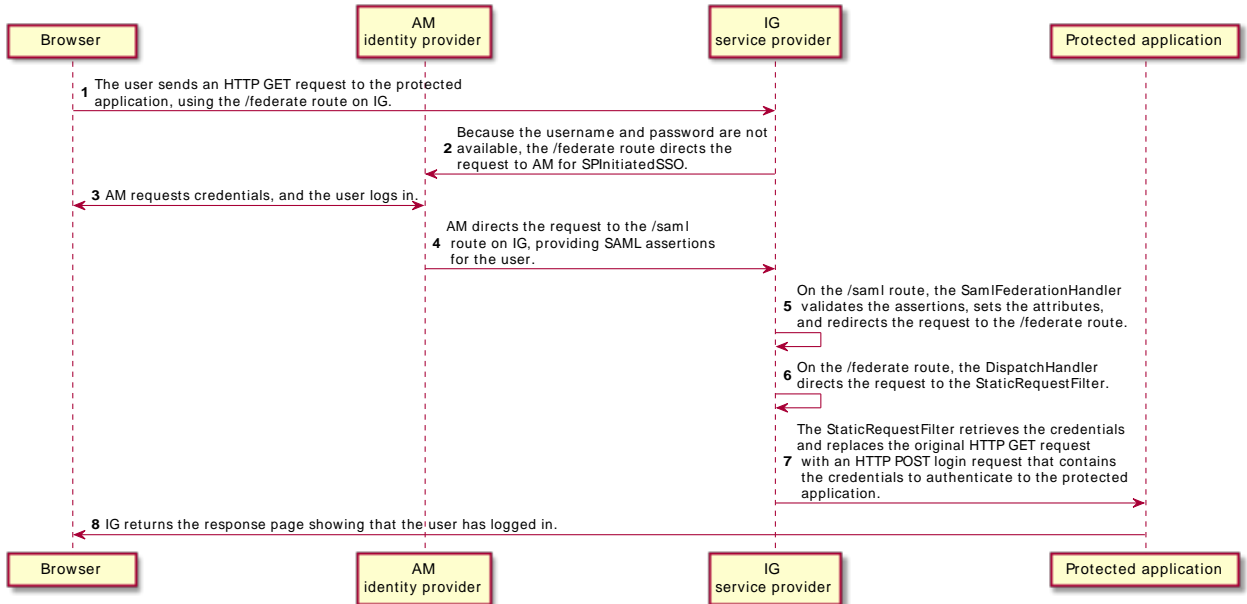 Browser
AM
identity provider
IG
service provider
Protected application
1 The user sends an HTTP GET request to the protected
application, using the /federate route on IG.
Because the username and password are not
2 available, the /federate route directs the
request to AM for SPInitiatedSSO.
3 AM requests credentials, and the user logs in.
AM directs the request to the /saml
4 route on IG, providing SAML assertions
for the user.
On the /saml route, the SamlFederationHandler
5 validates the assertions, sets the attributes,
and redirects the request to the /federate route.
6 On the /federate route, the DispatchHandler
directs the request to the StaticRequestFilter.
The StaticRequestFilter retrieves the credentials
and replaces the original HTTP GET request
7 with an HTTP POST login request that contains
the credentials to authenticate to the protected
application.
8 IG returns the response page showing that the user has logged in.
Browser
AM
identity provider
IG
service provider
Protected application